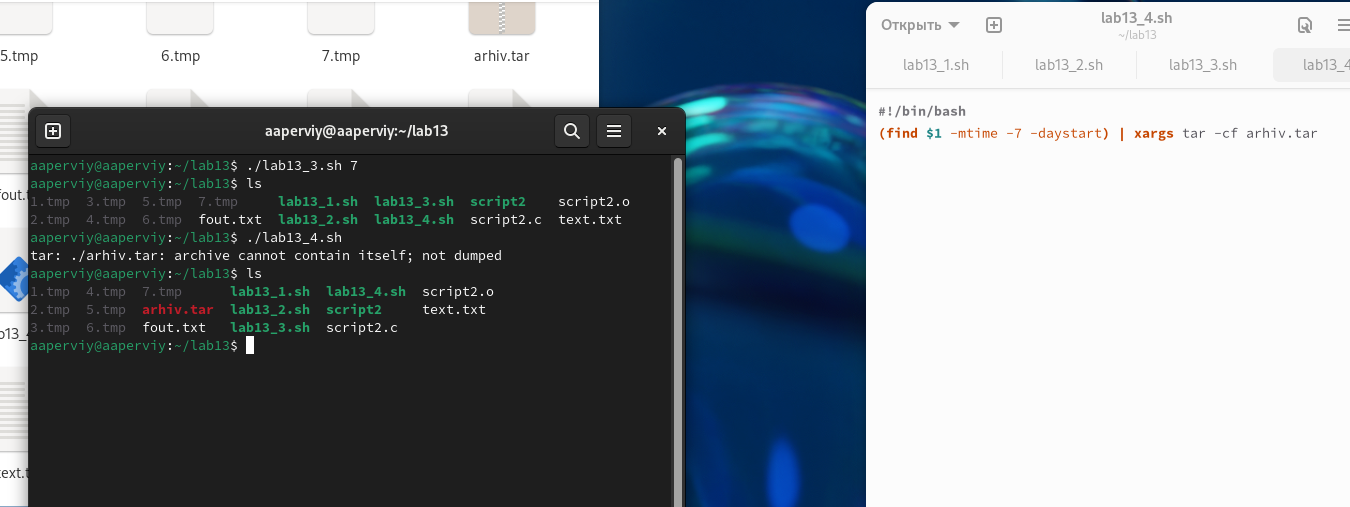 5.tmp
6.tmp
7.tmp
arhiv.tar
fout.t
text.t
aaperviy@aaperviy:~/lab13
aaperviy@aaperviy:~/lab13$ ./lab13_3.sh 7
aaperviy@aaperviy:~/lab13$ ls
1.tmp 3.tmp 5.tmp 7.tmp lab13_1.sh lab13_3.sh script2 script2.o
2.tmp 4.tmp 6.tmp fout.txt lab13_2.sh lab13_4.sh script2.c text.txt
aaperviy@aaperviy:~/lab13$ ./lab13_4.sh
tar: ./arhiv.tar: archive cannot contain itself; not dumped
aaperviy@aaperviy:~/lab13$ ls
1.tmp 4.tmp 7.tmp lab13_1.sh lab13_4.sh script2.o
2.tmp 5.tmp arhiv.tar lab13_2.sh script2 text.txt
3.tmp 6.tmp fout.txt lab13_3.sh script2.c
aaperviy@aaperviy:~/lab13$
Открыть
lab13_4.sh
~/lab13
lab13_1.sh
lab13_2.sh
lab13_3.sh
lab13_4
#!/bin/bash
(find $1 -mtime -7 -daystart) | xargs tar -cf arhiv.tar